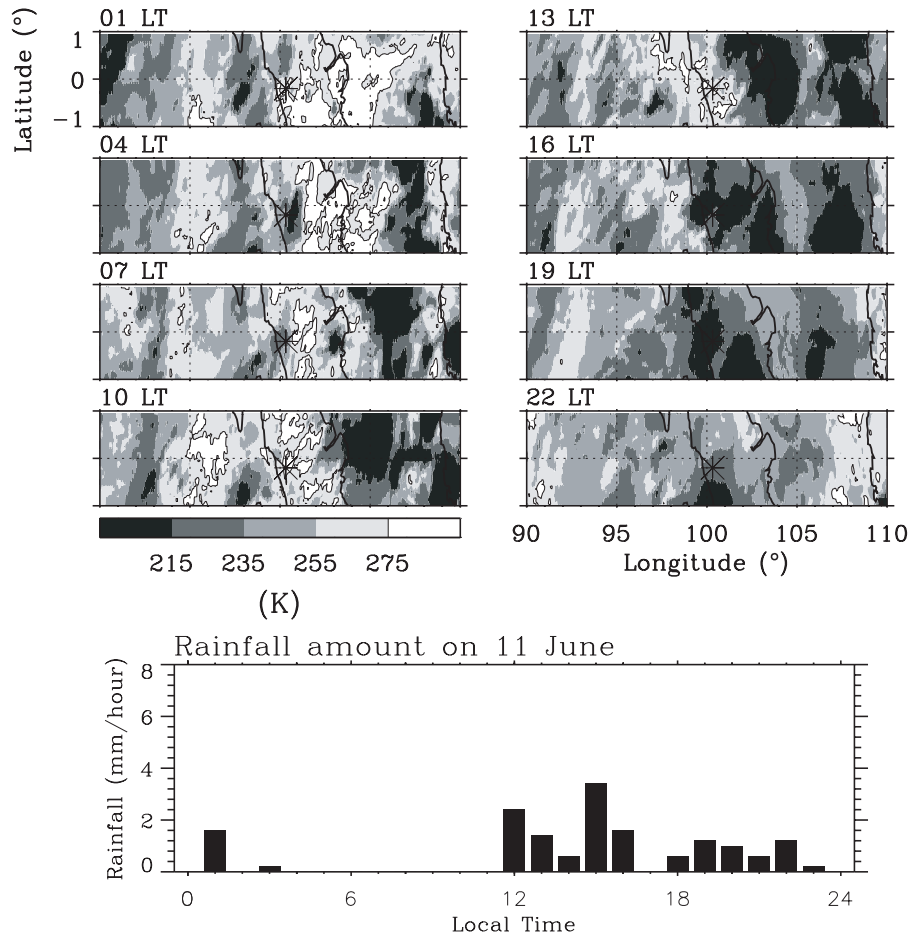 01 LT
13 LT
Latitude (°)
1
0
-1
04 LT
16 LT
07 LT
19 LT
10 LT
22 LT
215 235 255 275
(K)
90 95 100 105 110
Longitude (°)
Rainfall amount on 11 June
Rainfall (mm/hour)
8
6
4
2
0
0 6 12 18 24
Local Time